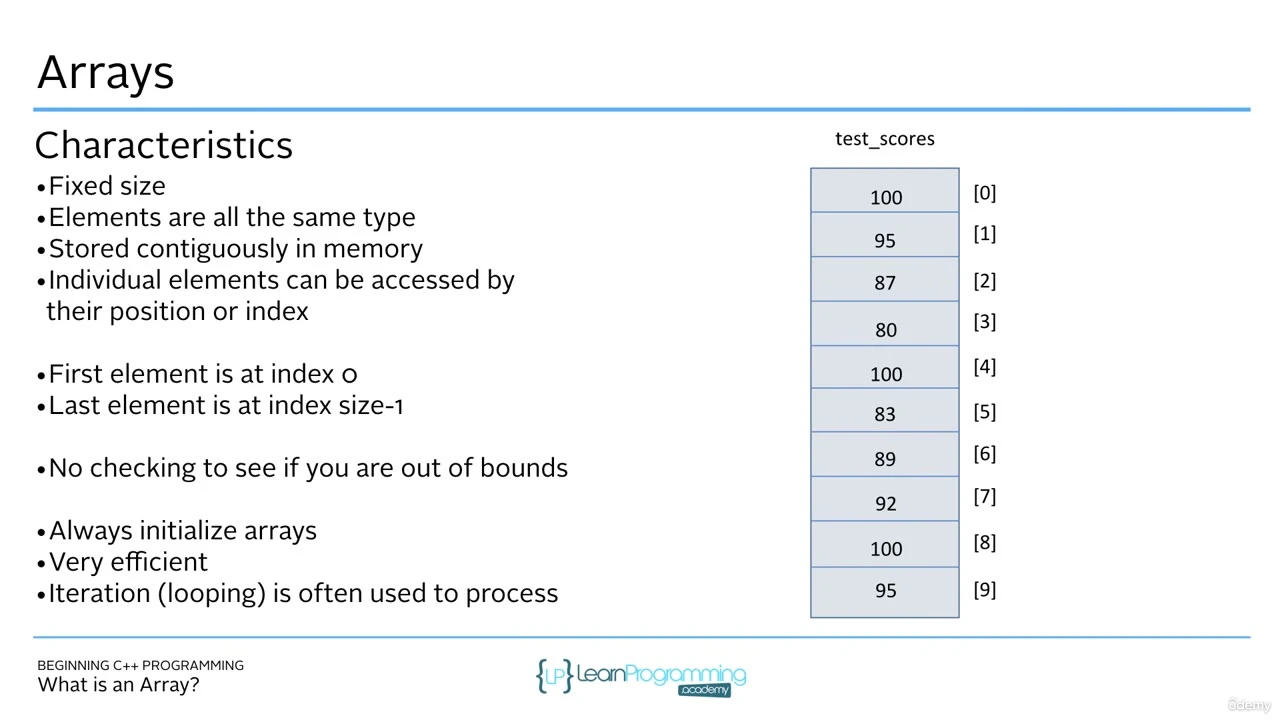 Arrays
Characteristics
•Fixed size
•Elements are all the same type
•Stored contiguously in memory
•Individual elements can be accessed by
their position or index
•First element is at index 0
•Last element is at index size-1
•No checking to see if you are out of bounds
•Always initialize arrays
•Very efficient
•Iteration (looping) is often used to process
test_scores
100 [0]
95 [1]
87 [2]
80 [3]
100 [4]
83 [5]
89 [6]
92 [7]
100 [8]
95 [9]
BEGINNING C++ PROGRAMMING
What is an Array?
{LP} LearnProgramming
.academy
ûdemy